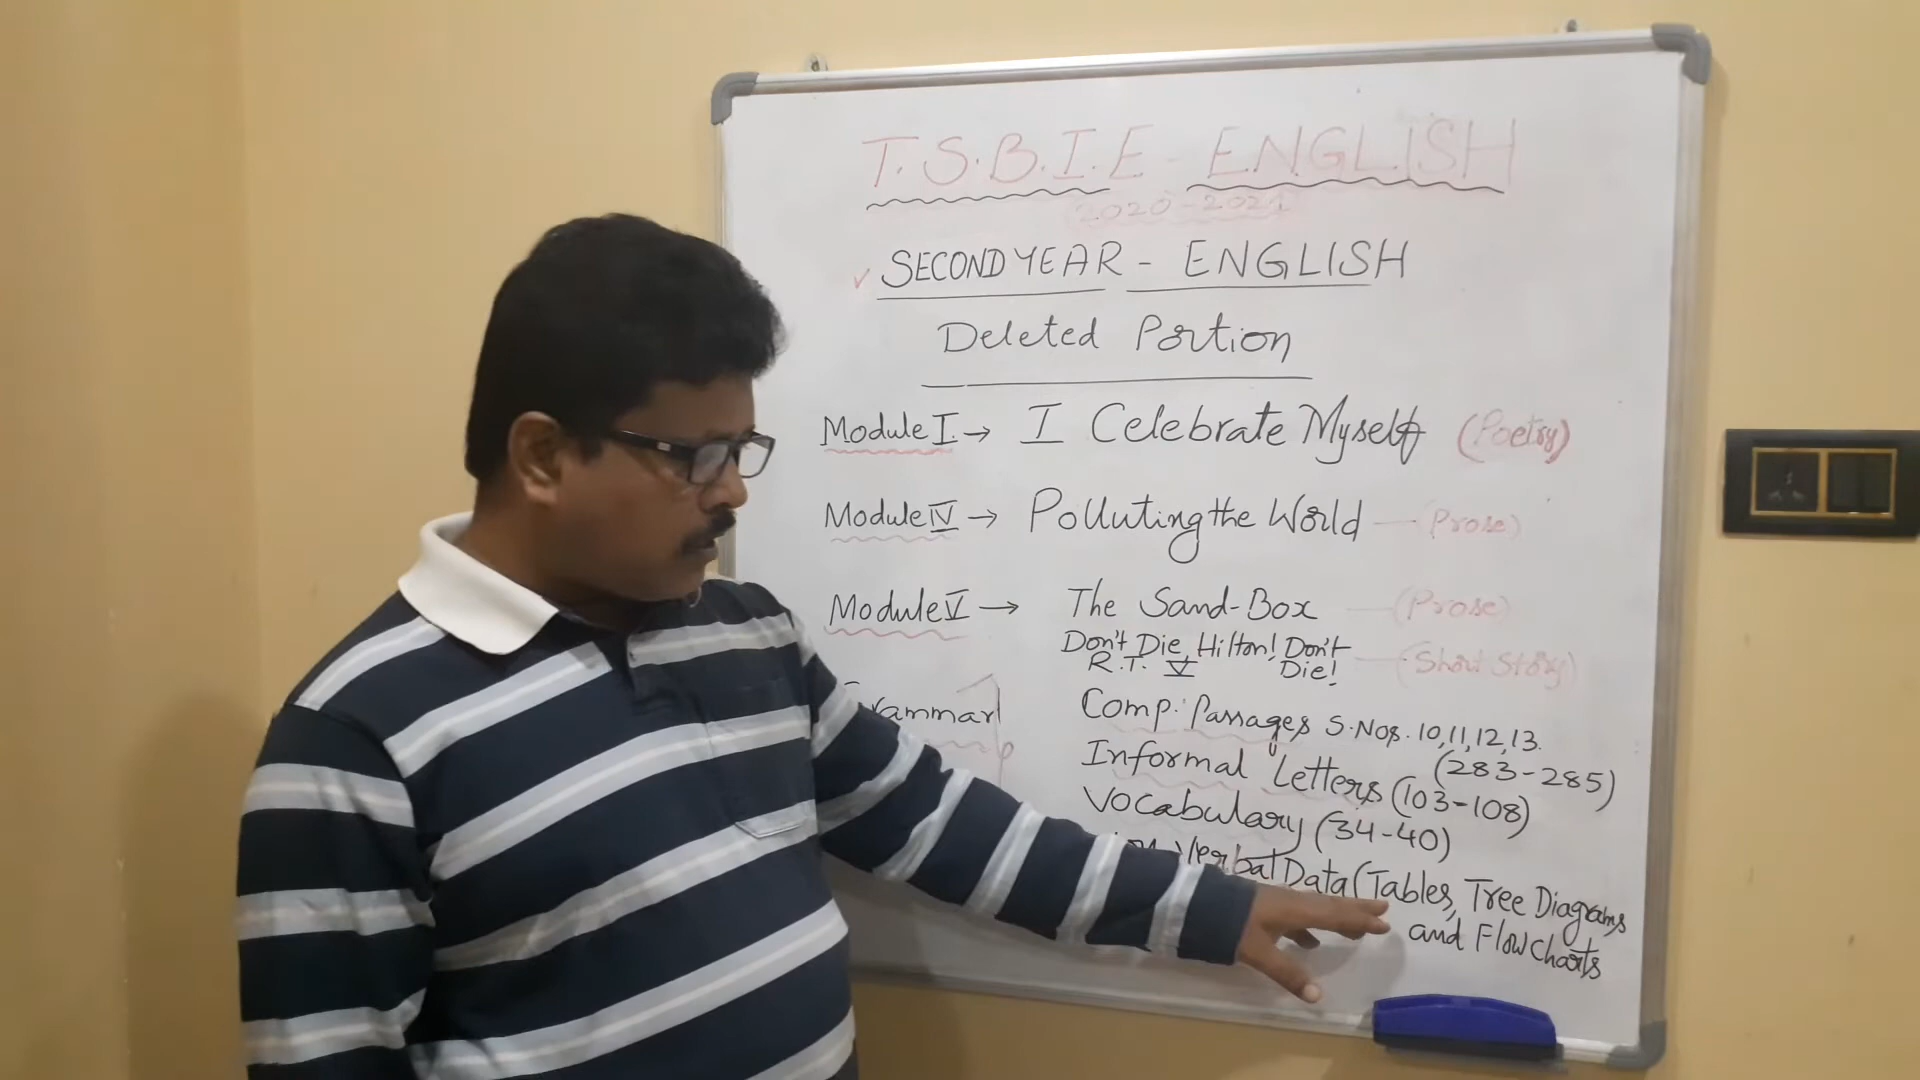 T.S.B.I.E - ENGLISH
2020-2021
✓ SECOND YEAR - ENGLISH
Deleted Portion
Module I → I Celebrate Myself (Poetry)
Module IV → Polluting the World — Prose)
Module V → The Sand-Box — (Prose)
Don't Die, Hilton! Don't Die! — (Short Story)
R.T. V
Grammar Comp. Passages S.Nos. 10,11,12,13.
(283-285)
Informal Letters (103-108)
Vocabulary (34-40)
Verbal Data (Tables, Tree Diagrams
and Flow Charts